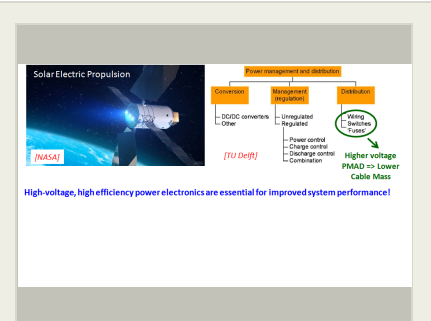 Solar Electric Propulsion
[NASA]
Power management and distribution
Conversion
DC/DC converters
Other
Management
(regulation)
Unregulated
Regulated
Power control
Charge control
Discharge control
Combination
Distribution
Wiring
Switches
'Fuses'
[TU Delft]
Higher voltage
PMAD => Lower
Cable Mass
High-voltage, high efficiency power electronics are essential for improved system performance!